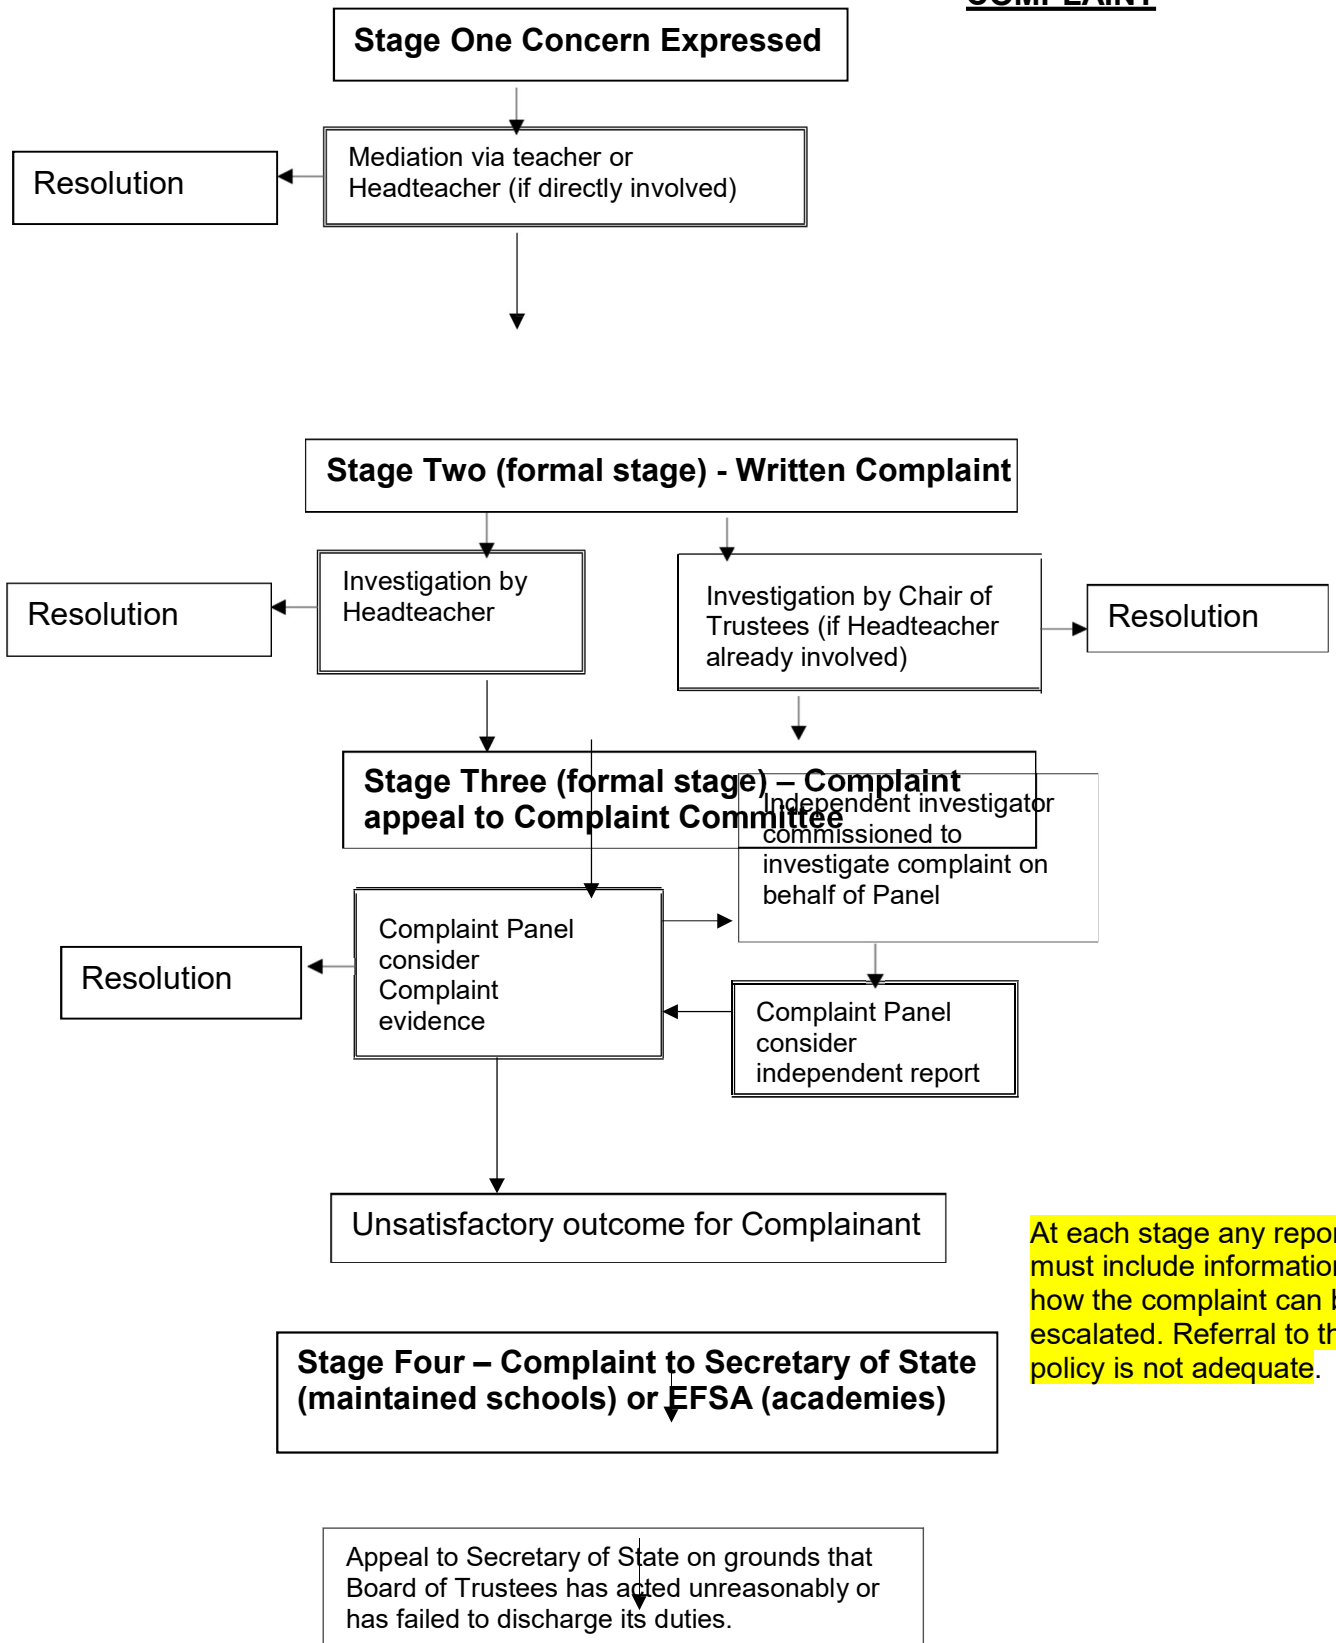 COMPLAINT
Stage One Concern Expressed
Mediation via teacher or
Headteacher (if directly involved)
Resolution
Stage Two (formal stage) - Written Complaint
Investigation by
Headteacher
Resolution
Investigation by Chair of
Trustees (if Headteacher
already involved)
Resolution
Stage Three (formal stage) – Complaint
appeal to Complaint Committee
Independent investigator
commissioned to
investigate complaint on
behalf of Panel
Complaint Panel
consider
Complaint
evidence
Resolution
Complaint Panel
consider
independent report
Unsatisfactory outcome for Complainant
At each stage any repor
must include information
how the complaint can
escalated. Referral to th
policy is not adequate.
Stage Four – Complaint to Secretary of State
(maintained schools) or EFSA (academies)
Appeal to Secretary of State on grounds that
Board of Trustees has acted unreasonably or
has failed to discharge its duties.